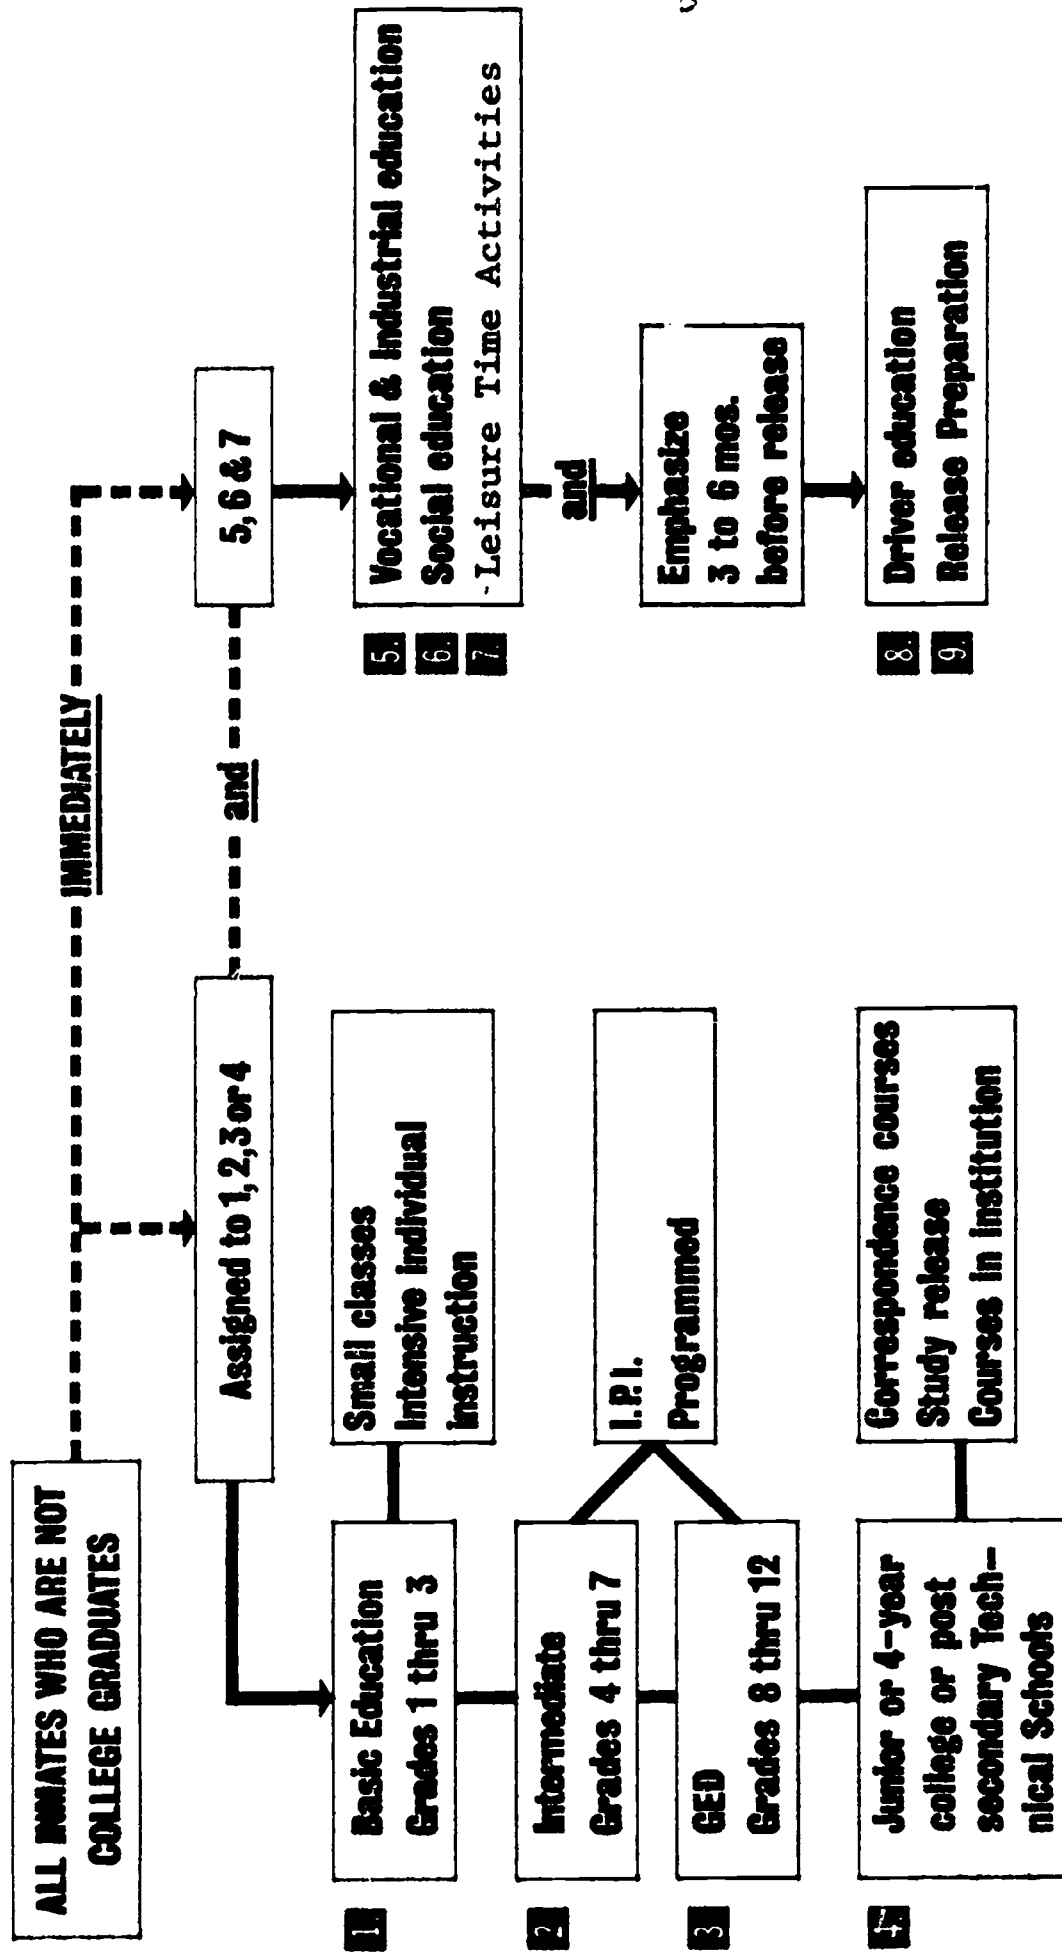 ALL INMATES WHO ARE NOT
COLLEGE GRADUATES
IMMEDIATELY
Assigned to 1, 2, 3 or 4
and
5, 6 & 7
1.
Basic Education
Grades 1 thru 3
Small classes
Intensive individual
instruction
2
Intermediate
Grades 4 thru 7
3
GED
Grades 8 thru 12
I.P.I.
Programmed
4.
Junior or 4-year
college or post
secondary Tech-
nical Schools
Correspondence courses
Study release
Courses in institution
5.
Vocational & Industrial education
6.
Social education
7.
-Leisure Time Activities
and
Emphasize
3 to 6 mos.
before release
8.
Driver education
9.
Release Preparation